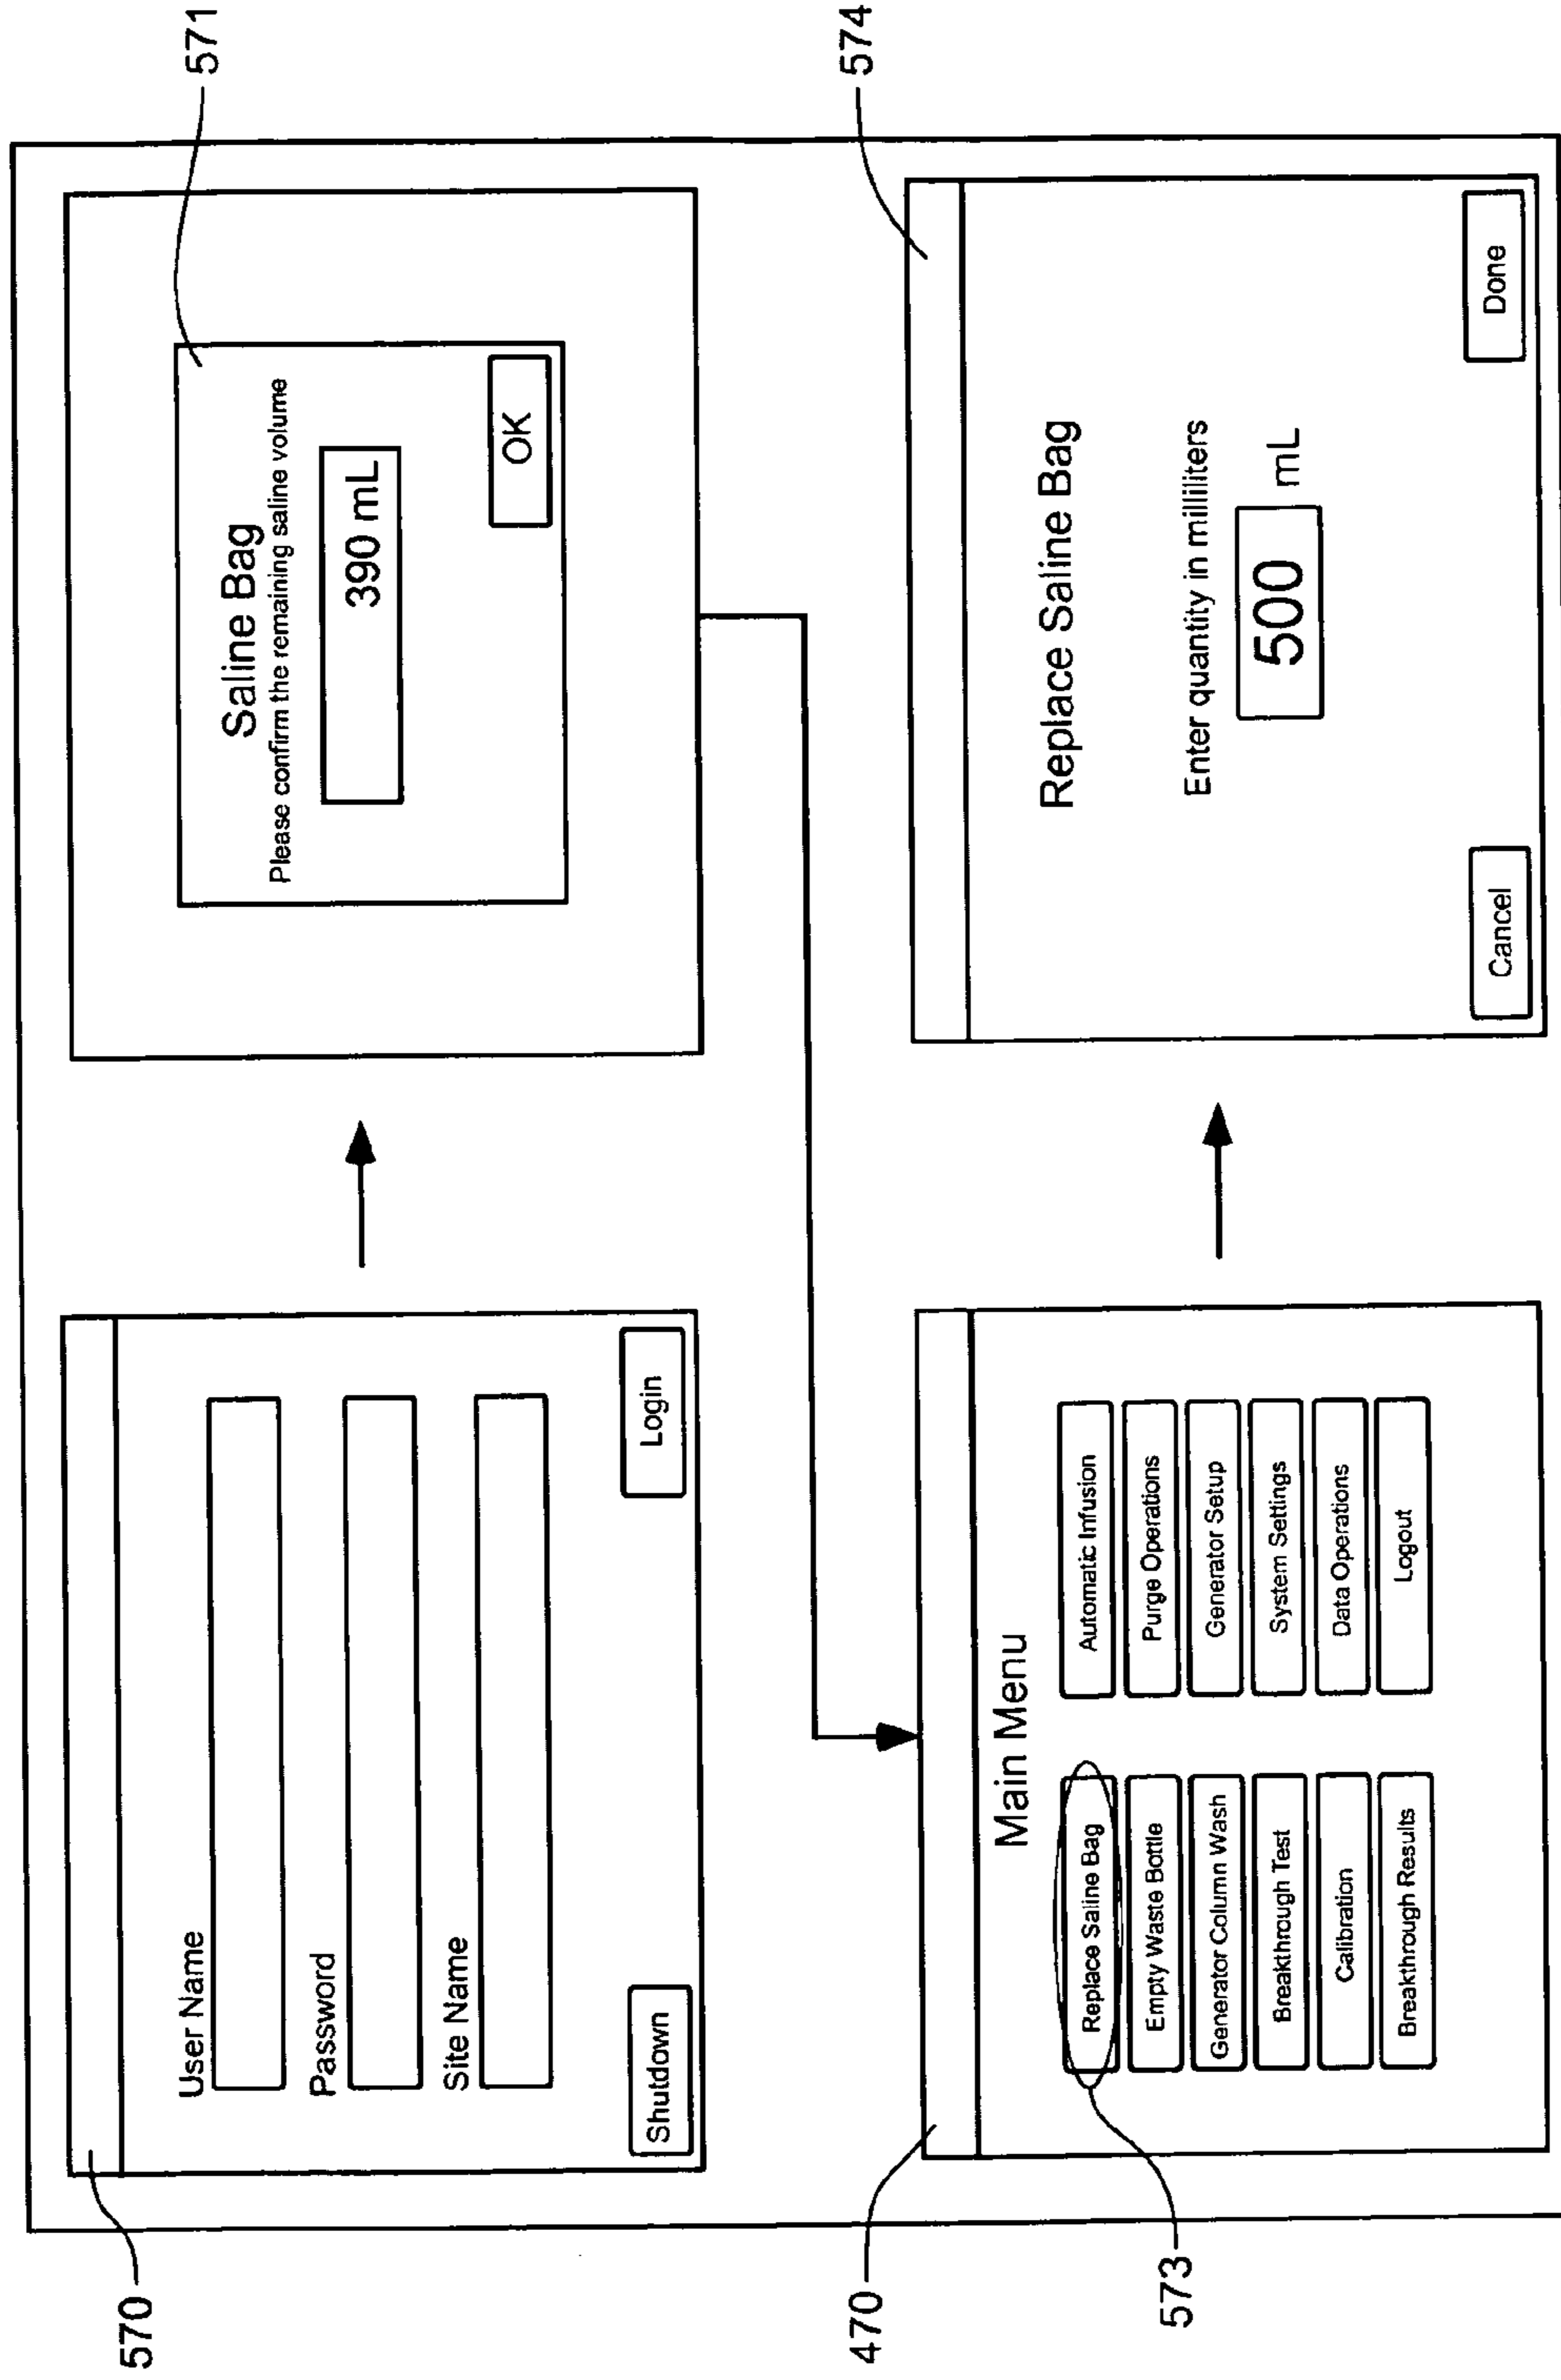 570
User Name
Password
Site Name
Shutdown
Login
571
Saline Bag
Please confirm the remaining saline volume
390 mL
OK
470
Main Menu
Replace Saline Bag
Empty Waste Bottle
Generator Column Wash
Breakthrough Test
Calibration
Breakthrough Results
Automatic Infusion
Purge Operations
Generator Setup
System Settings
Data Operations
Logout
573
574
Replace Saline Bag
Enter quantity in milliliters
500 mL
Cancel
Done